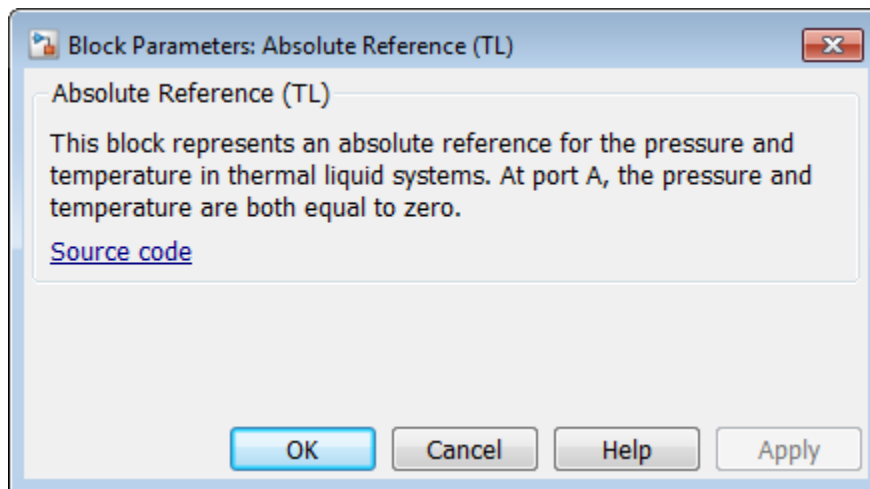 Block Parameters: Absolute Reference (TL)
Absolute Reference (TL)
This block represents an absolute reference for the pressure and
temperature in thermal liquid systems. At port A, the pressure and
temperature are both equal to zero.
Source code
OK Cancel Help Apply